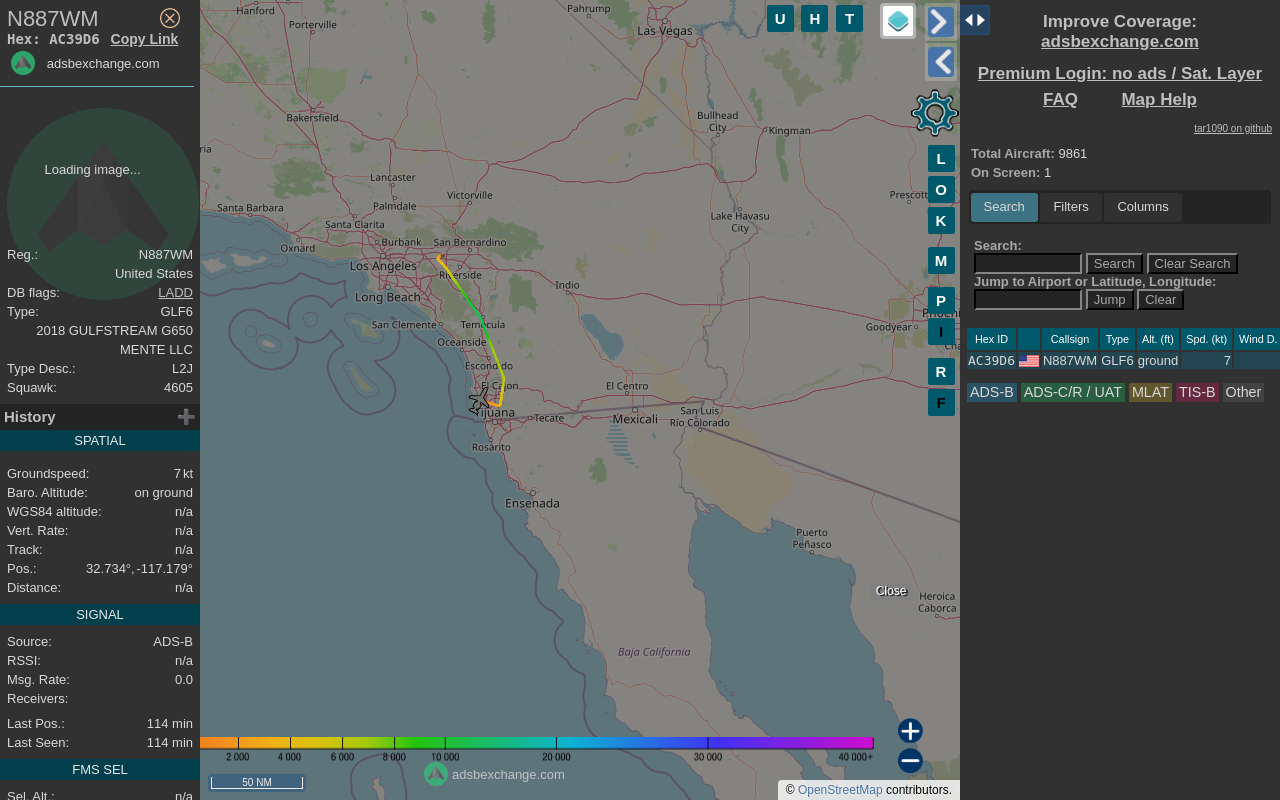 N887WM
Hex: AC39D6 Copy Link
adsbexchange.com
Loading image...
Reg.: N887WM
United States
DB flags: LADD
Type: GLF6
2018 GULFSTREAM G650
MENTE LLC
Type Desc.: L2J
Squawk: 4605
History
SPATIAL
Groundspeed: 7 kt
Baro. Altitude: on ground
WGS84 altitude: n/a
Vert. Rate: n/a
Track: n/a
Pos.: 32.734°, -117.179°
Distance: n/a
SIGNAL
Source: ADS-B
RSSI: n/a
Msg. Rate: 0.0
Receivers:
Last Pos.: 114 min
Last Seen: 114 min
FMS SEL
Sel. Alt.: n/a
Hanford
Porterville
Pahrump
Las Vegas
Bakersfield
Bullhead
City
Kingman
ria
Lancaster
Palmdale
Victorville
Prescott
Santa Barbara
Santa Clarita
Lake Havasu
City
Oxnard
Burbank
San Bernardino
Los Angeles
Riverside
Long Beach
Indio
San Clemente
Temecula
Phoenix
Goodyear
Cha
Oceanside
Escondido
El Cajon
El Centro
Tijuana
Tecate
Mexicali
San Luis
Río Colorado
Rosarito
Ensenada
Puerto
Peñasco
Heroica
Caborca
Baja California
Close
U H T
L
O
K
M
P
I
R
F
2 000 4 000 6 000 8 000 10 000 20 000 30 000 40 000+
50 NM
adsbexchange.com
© OpenStreetMap contributors.
Improve Coverage:
adsbexchange.com
Premium Login: no ads / Sat. Layer
FAQ Map Help
tar1090 on github
Total Aircraft: 9861
On Screen: 1
Search Filters Columns
Search:
Search Clear Search
Jump to Airport or Latitude, Longitude:
Jump Clear
Hex ID Callsign Type Alt. (ft) Spd. (kt) Wind D.
AC39D6 N887WM GLF6 ground 7
ADS-B ADS-C/R / UAT MLAT TIS-B Other